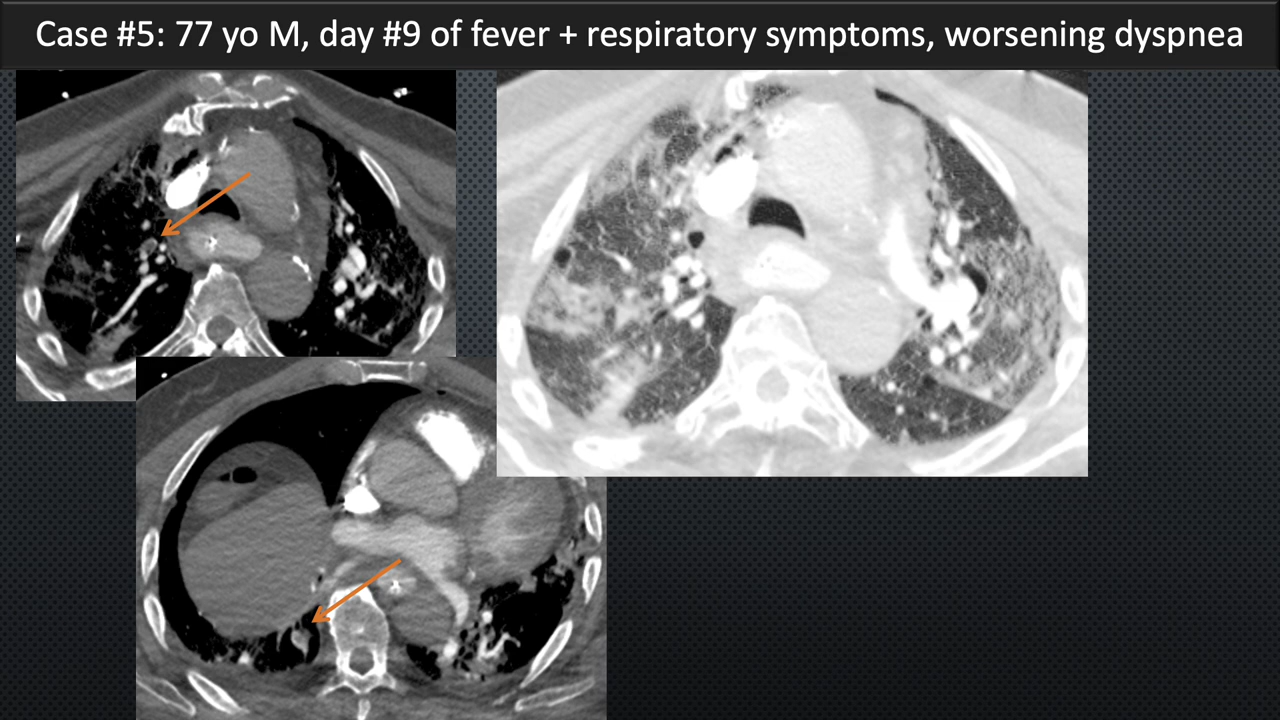 Case #5: 77 yo M, day #9 of fever + respiratory symptoms, worsening dyspnea